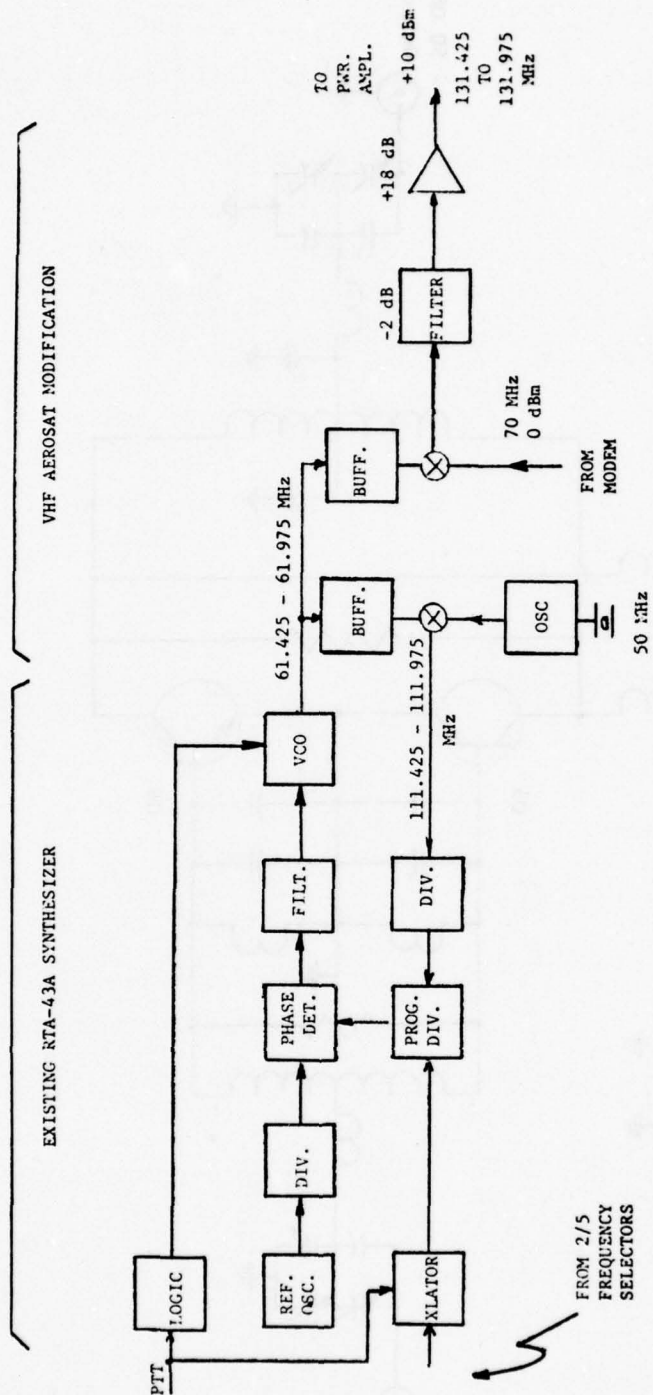 EXISTING RTA-43A SYNTHESIZER
VHF AEROSAT MODIFICATION
PTT
LOGIC
REF.
OSC.
DIV.
PHASE
DET.
FILT.
VCO
61.425 - 61.975 MHz
BUFF.
BUFF.
-2 dB
FILTER
+18 dB
TO
PWR.
AMPL.
+10 dBm
131.425
TO
131.975
MHz
XLATOR
PROG.
DIV.
DIV.
111.425 - 111.975
MHz
OSC
50 MHz
70 MHz
0 dBm
FROM
MODEM
FROM 2/5
FREQUENCY
SELECTORS